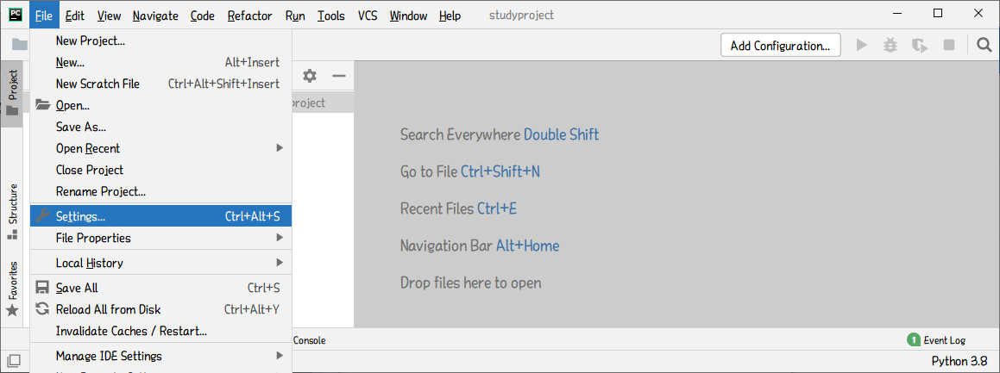 PC File Edit View Navigate Code Refactor Run Tools VCS Window Help studyproject
Add Configuration...
New Project...
New... Alt+Insert
New Scratch File Ctrl+Alt+Shift+Insert
Open...
Save As...
Open Recent
Close Project
Rename Project...
Settings... Ctrl+Alt+S
File Properties
Local History
Save All Ctrl+S
Reload All from Disk Ctrl+Alt+Y
Invalidate Caches / Restart...
Manage IDE Settings
Project
Structure
Favorites
project
Search Everywhere Double Shift
Go to File Ctrl+Shift+N
Recent Files Ctrl+E
Navigation Bar Alt+Home
Drop files here to open
Console
1 Event Log
Python 3.8